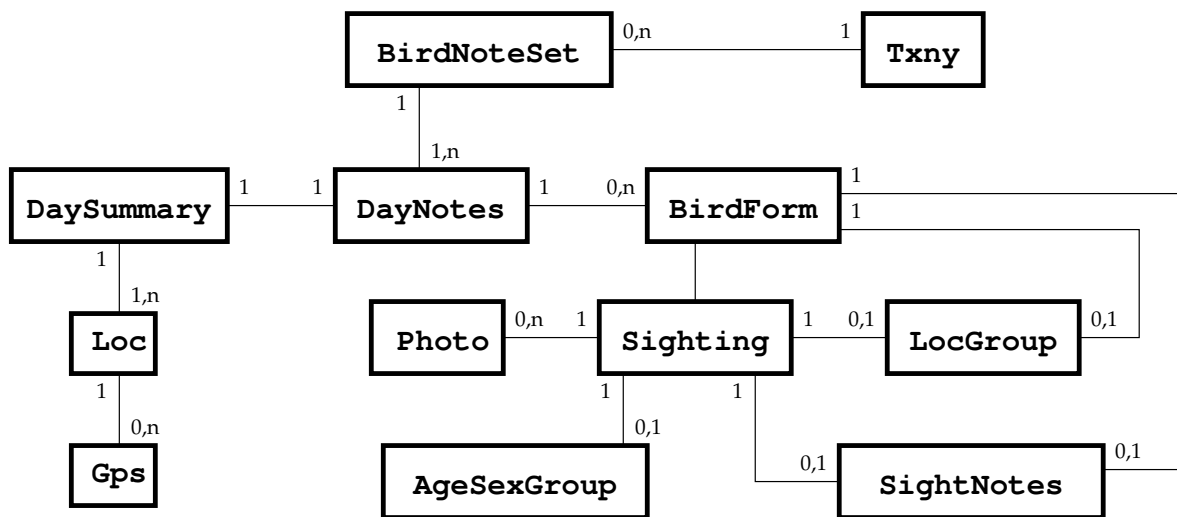 0,n 1
BirdNoteSet Txny
1
1,n
1 1 1 0,n 1
DaySummary DayNotes BirdForm
1
1
1,n 0,n 1 1 0,1 0,1
Loc Photo Sighting LocGroup
1 1 1
0,n 0,1 0,1 0,1
Gps AgeSexGroup SightNotes